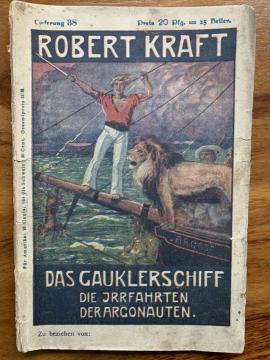 Lieferung 38 Preis 20 Pfg. = 25 Heller.
ROBERT KRAFT
ARGOS
DAS GAUKLERSCHIFF
DIE IRRFAHRTEN
DER ARGONAUTEN.
Zu beziehen von: